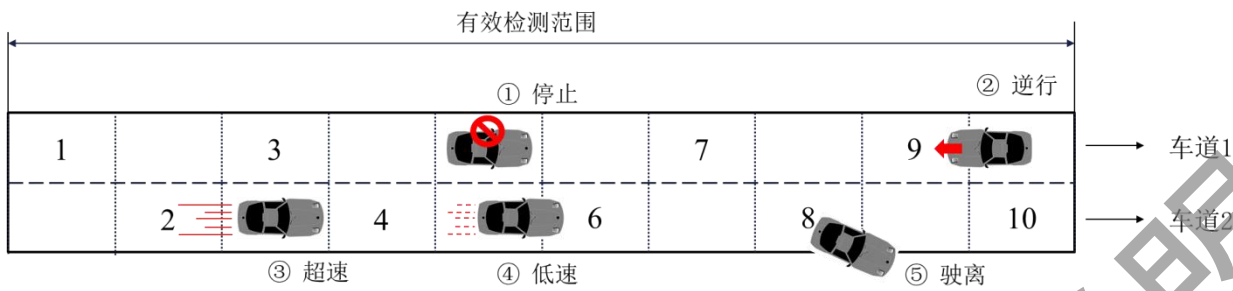 有效检测范围
① 停止
② 逆行
1 3 7 9 车道1
2 4 6 8 10 车道2
③ 超速 ④ 低速 ⑤ 驶离